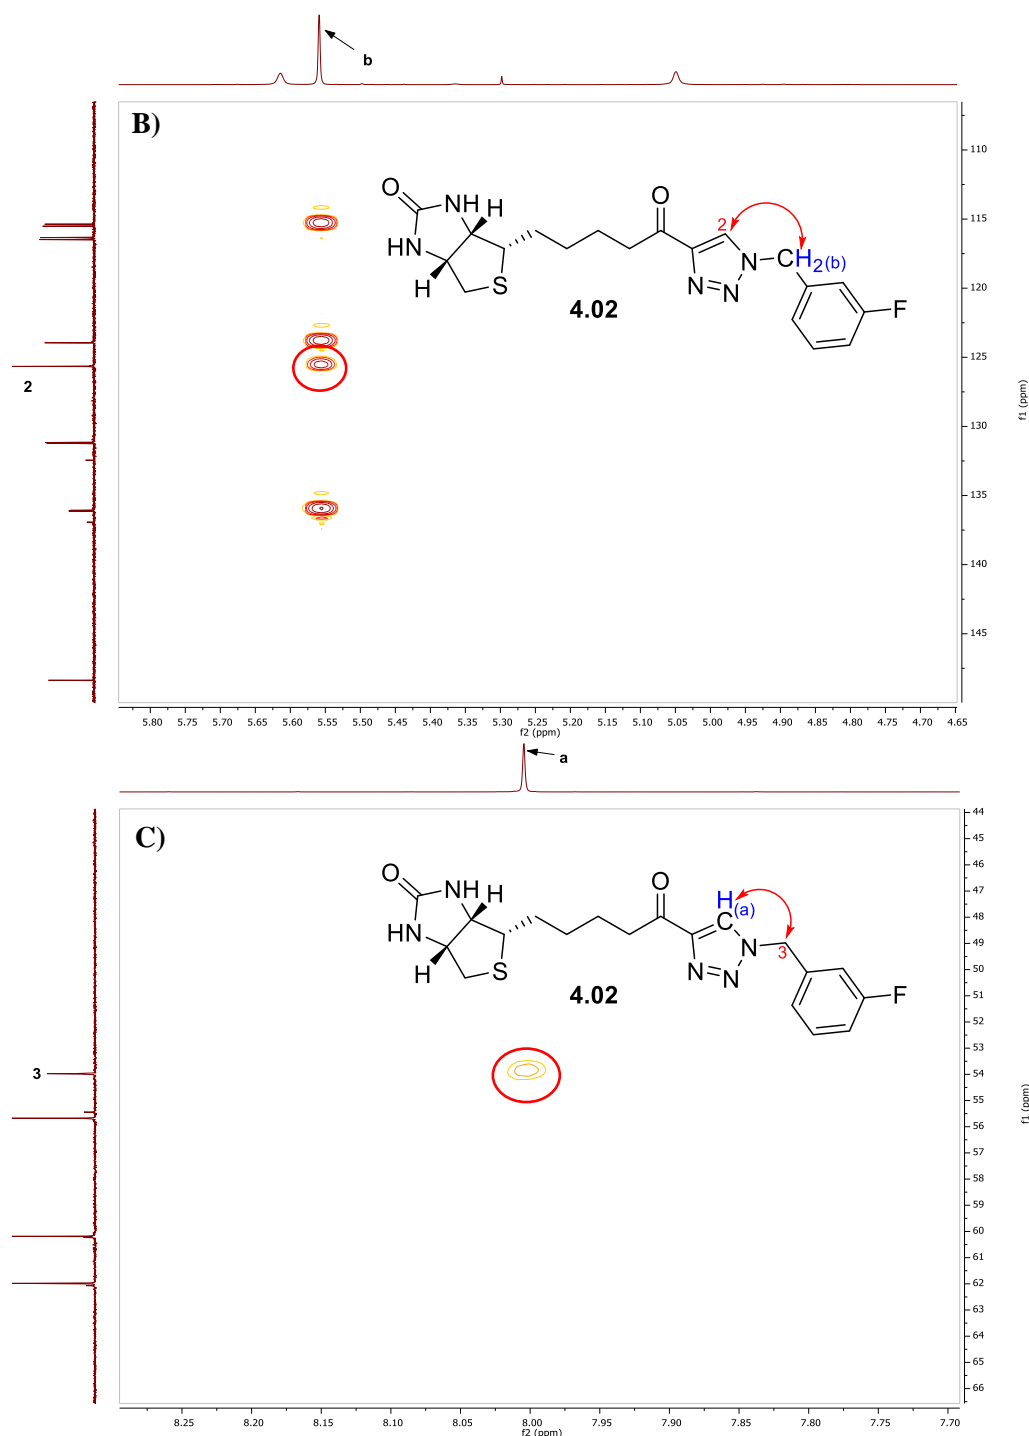 b
B)
O
NH
H
HN
H
S
O
2
N
CH2(b)
N=N
F
4.02
2
110
115
120
125
130
135
140
145
f1 (ppm)
5.80 5.75 5.70 5.65 5.60 5.55 5.50 5.45 5.40 5.35 5.30 5.25 5.20 5.15 5.10 5.05 5.00 4.95 4.90 4.85 4.80 4.75 4.70 4.65
f2 (ppm)
a
C)
O
NH
H
HN
H
S
O
H(a)
N
3
N=N
F
4.02
3
44
45
46
47
48
49
50
51
52
53
54
55
56
57
58
59
60
61
62
63
64
65
66
f1 (ppm)
8.25 8.20 8.15 8.10 8.05 8.00 7.95 7.90 7.85 7.80 7.75 7.70
f2 (ppm)